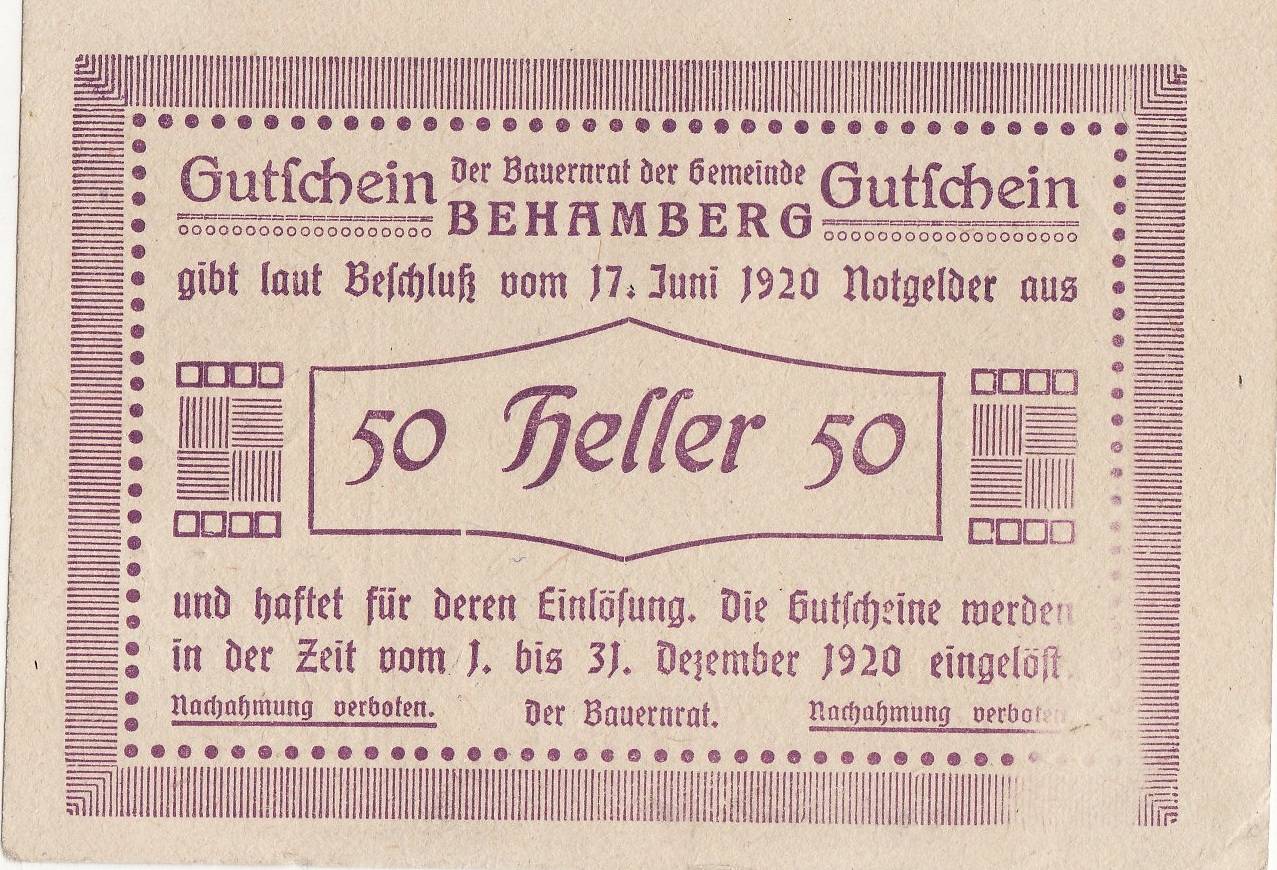 Gutſchein Der Bauernrat der Gemeinde Gutſchein
BEHAMBERG
gibt laut Beſchluß vom 17. Juni 1920 Notgelder aus
50 Heller 50
und haftet für deren Einlöſung. Die Gutſcheine werden
in der Zeit vom 1. bis 31. Dezember 1920 eingelöſt.
Nachahmung verboten. Der Bauernrat. Nachahmung verboten